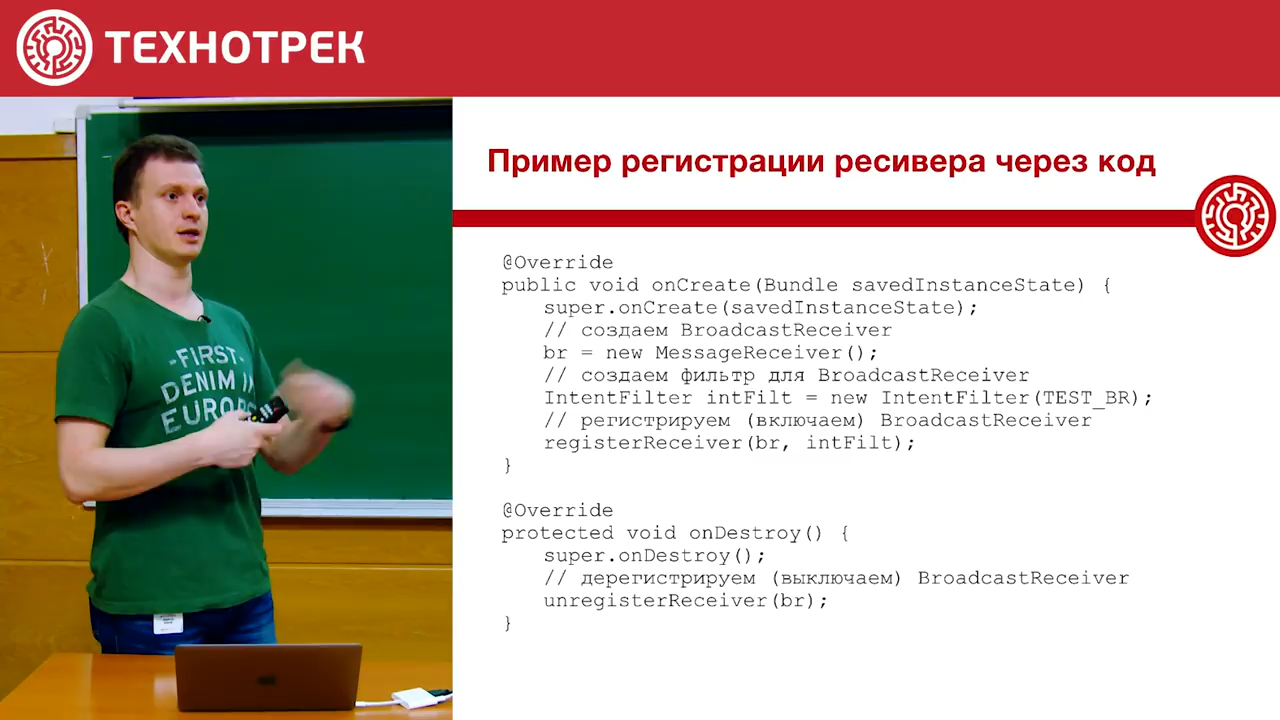 ТЕХНОТРЕК
-FIRST-
DENIM
Пример регистрации ресивера через код
@Override
public void onCreate(Bundle savedInstanceState) {
super.onCreate(savedInstanceState);
// создаем BroadcastReceiver
br = new MessageReceiver();
// создаем фильтр для BroadcastReceiver
IntentFilter intFilt = new IntentFilter(TEST_BR);
// регистрируем (включаем) BroadcastReceiver
registerReceiver(br, intFilt);
}
@Override
protected void onDestroy() {
super.onDestroy();
// дерегистрируем (выключаем) BroadcastReceiver
unregisterReceiver(br);
}